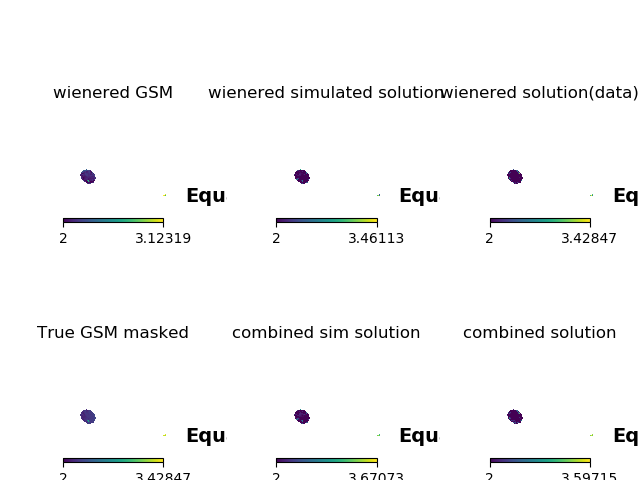 wienered GSM
wienered simulated solution
wienered solution(data)
Equ
Equ
Eq
2 3.12319
2 3.46113
2 3.42847
True GSM masked
combined sim solution
combined solution
Equ
Equ
Eq
2 3.42847
2 3.67073
2 3.59715